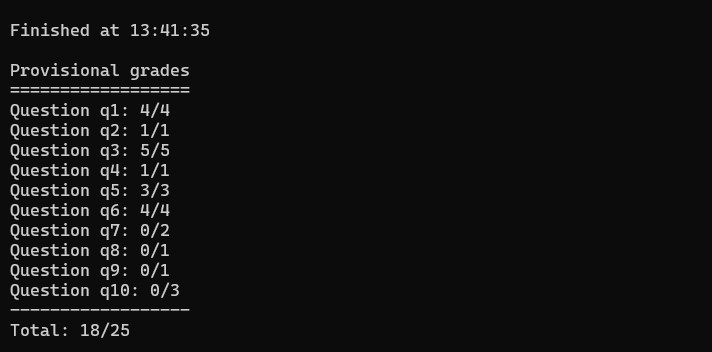 Finished at 13:41:35
Provisional grades
==================
Question q1: 4/4
Question q2: 1/1
Question q3: 5/5
Question q4: 1/1
Question q5: 3/3
Question q6: 4/4
Question q7: 0/2
Question q8: 0/1
Question q9: 0/1
Question q10: 0/3
------------------
Total: 18/25